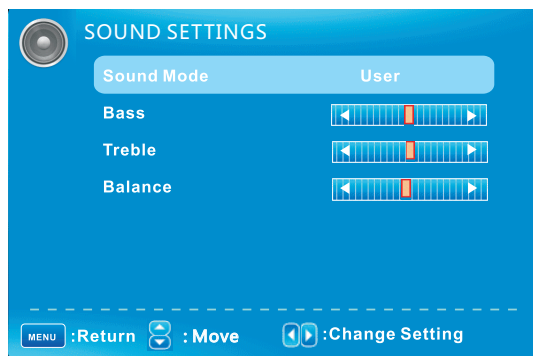 SOUND SETTINGS
Sound Mode User
Bass
Treble
Balance
MENU :Return : Move :Change Setting